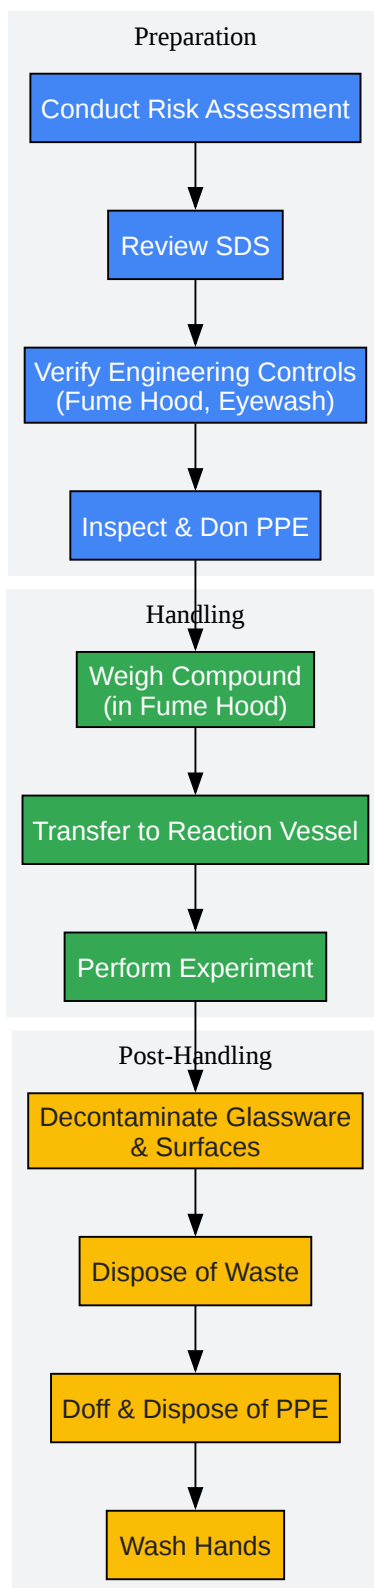 Preparation
Conduct Risk Assessment
Review SDS
Verify Engineering Controls
(Fume Hood, Eyewash)
Inspect & Don PPE
Handling
Weigh Compound
(in Fume Hood)
Transfer to Reaction Vessel
Perform Experiment
Post-Handling
Decontaminate Glassware
& Surfaces
Dispose of Waste
Doff & Dispose of PPE
Wash Hands